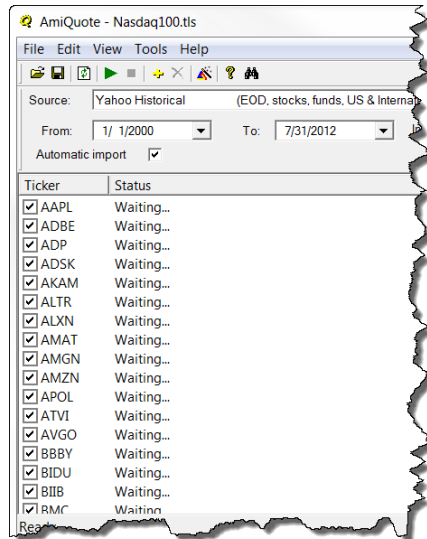 AmiQuote - Nasdaq100.tls
File Edit View Tools Help
Source: Yahoo Historical (EOD, stocks, funds, US &
From: 1/ 1/2000 To: 7/31/2012
Automatic import
Ticker Status
AAPL Waiting...
ADBE Waiting...
ADP Waiting...
ADSK Waiting...
AKAM Waiting...
ALTR Waiting...
ALXN Waiting...
AMAT Waiting...
AMGN Waiting...
AMZN Waiting...
APOL Waiting...
ATVI Waiting...
AVGO Waiting...
BBBY Waiting...
BIDU Waiting...
BIIB Waiting...
BMC Waiting